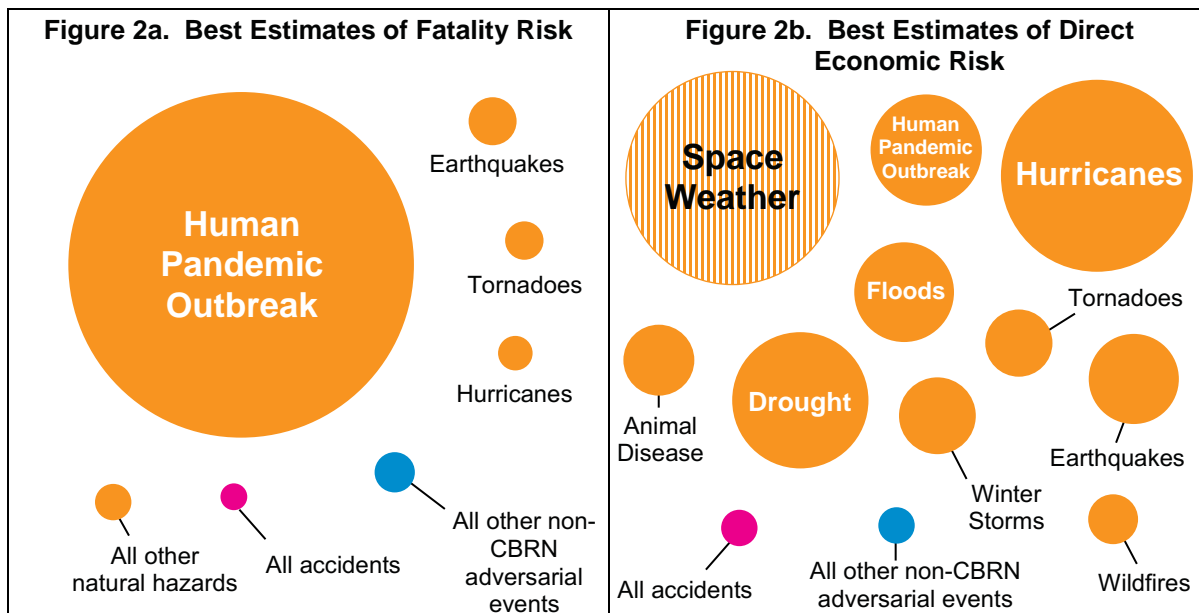 Figure 2a.  Best Estimates of Fatality Risk
Human
Pandemic
Outbreak
Earthquakes
Tornadoes
Hurricanes
All other
natural hazards
All accidents
All other non-
CBRN
adversarial
events
Figure 2b.  Best Estimates of Direct
Economic Risk
Space
Weather
Human
Pandemic
Outbreak
Hurricanes
Floods
Tornadoes
Animal
Disease
Drought
Winter
Storms
Earthquakes
All accidents
All other non-CBRN
adversarial events
Wildfires